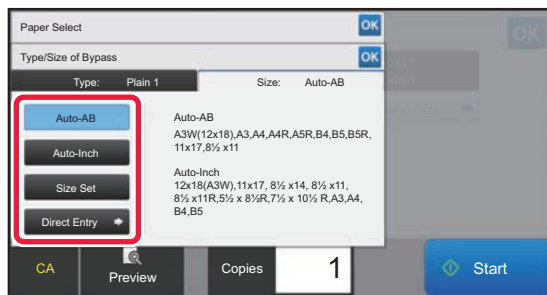 Paper Select
OK
OK
Type/Size of Bypass
OK
Type: Plain 1
Size: Auto-AB
Auto-AB
Auto-AB
A3W(12x18),A3,A4,A4R,A5R,B4,B5,B5R,
11x17,8½ x11
Auto-Inch
Auto-Inch
12x18(A3W),11x17, 8½ x14, 8½ x11,
8½ x11R,5½ x 8½R,7½ x 10½ R,A3,A4,
B4,B5
Size Set
Direct Entry
CA
Preview
Copies
1
Start